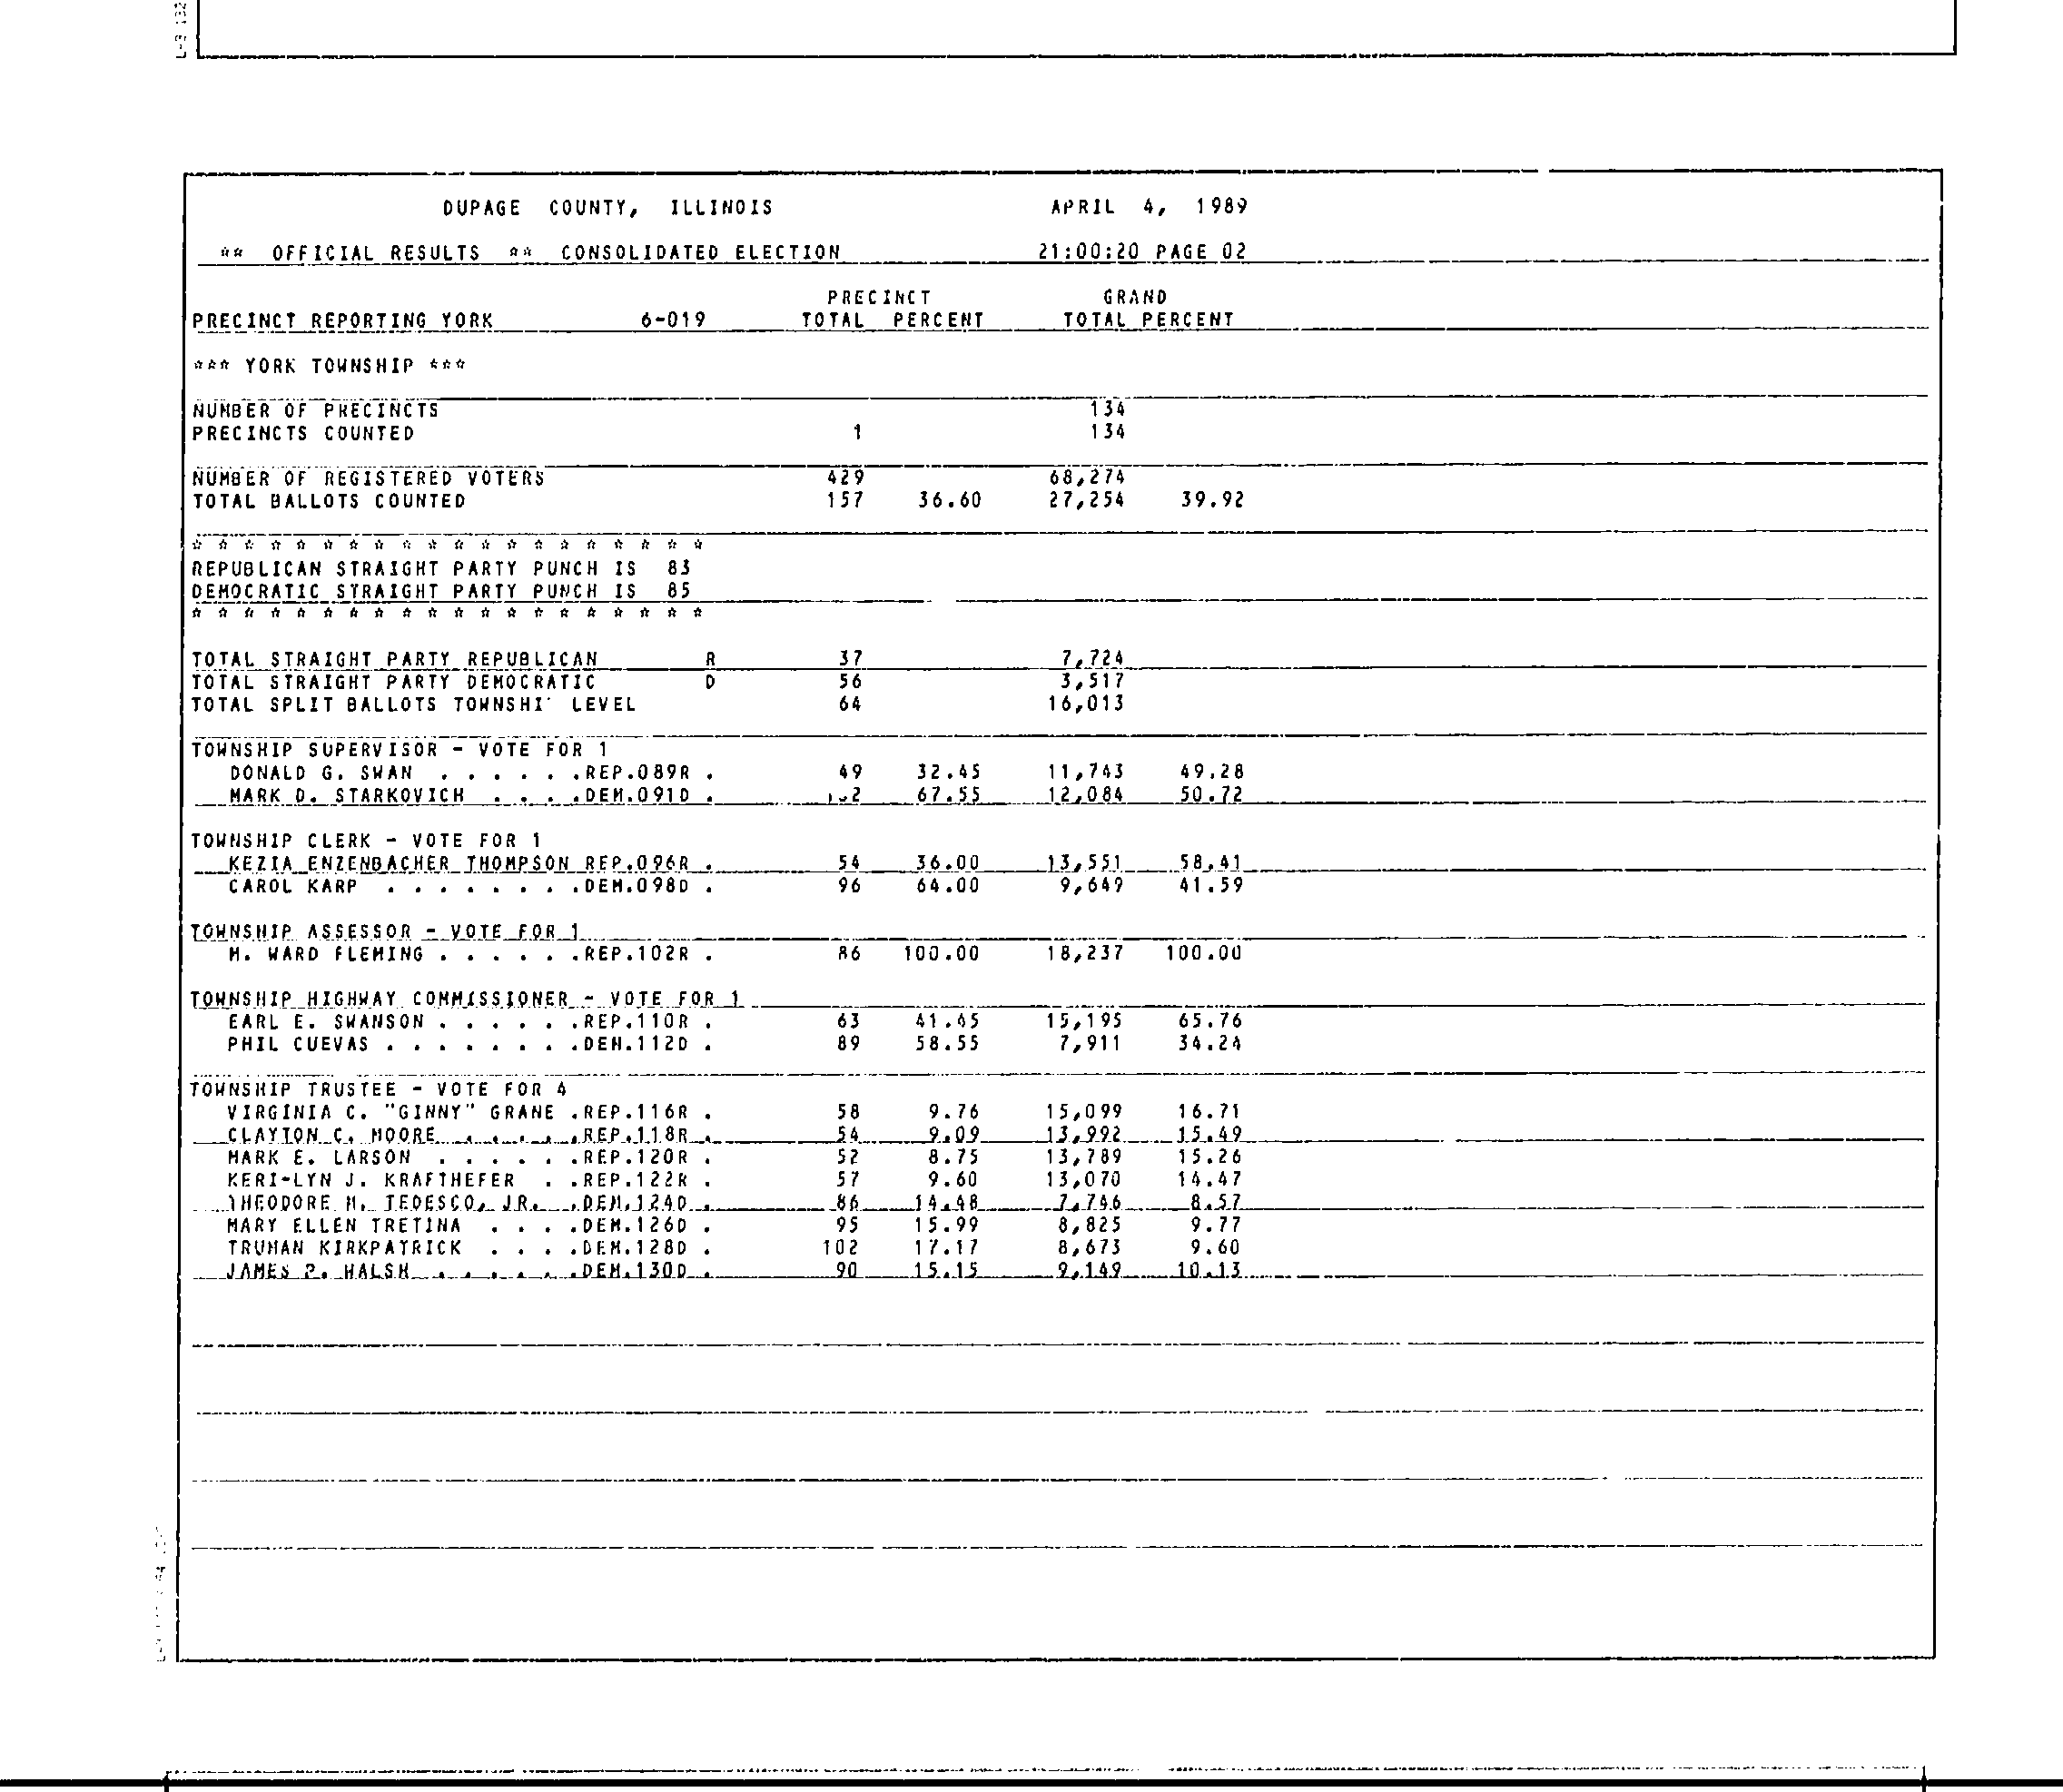 DUPAGE COUNTY, ILLINOIS APRIL 4, 1989
** OFFICIAL RESULTS ** CONSOLIDATED ELECTION 21:00:20 PAGE 02
PRECINCT GRAND
PRECINCT REPORTING YORK 6-019 TOTAL PERCENT TOTAL PERCENT
*** YORK TOWNSHIP ***
NUMBER OF PRECINCTS 134
PRECINCTS COUNTED 1 134
NUMBER OF REGISTERED VOTERS 429 68,274
TOTAL BALLOTS COUNTED 157 36.60 27,254 39.92
* * * * * * * * * * * * * * * * * * * *
REPUBLICAN STRAIGHT PARTY PUNCH IS 83
DEMOCRATIC STRAIGHT PARTY PUNCH IS 85
* * * * * * * * * * * * * * * * * * * *
TOTAL STRAIGHT PARTY REPUBLICAN R 37 7,724
TOTAL STRAIGHT PARTY DEMOCRATIC D 56 3,517
TOTAL SPLIT BALLOTS TOWNSHI LEVEL 64 16,013
TOWNSHIP SUPERVISOR - VOTE FOR 1
DONALD G. SWAN . . . . . .REP.089R . 49 32.45 11,743 49.28
MARK D. STARKOVICH . . . .DEM.091D . 67.55 12,084 50.72
TOWNSHIP CLERK - VOTE FOR 1
KEZIA ENZENBACHER THOMPSON REP.096R . 54 36.00 13,551 58.41
CAROL KARP . . . . . . . .DEM.098D . 96 64.00 9,649 41.59
TOWNSHIP ASSESSOR - VOTE FOR 1
M. WARD FLEMING . . . . . .REP.102R . 86 100.00 18,237 100.00
TOWNSHIP HIGHWAY COMMISSIONER - VOTE FOR 1
EARL E. SWANSON . . . . . .REP.110R . 63 41.45 15,195 65.76
PHIL CUEVAS . . . . . . . .DEM.112D . 89 58.55 7,911 34.24
TOWNSHIP TRUSTEE - VOTE FOR 4
VIRGINIA C. "GINNY" GRANE .REP.116R . 58 9.76 15,099 16.71
CLAYTON C. MOORE . . . . .REP.118R . 54 9.09 13,992 15.49
MARK E. LARSON . . . . . .REP.120R . 52 8.75 13,789 15.26
KERI-LYN J. KRAFTHEFER . .REP.122R . 57 9.60 13,070 14.47
THEODORE M. TEDESCO, JR. .DEM.124D . 86 14.48 7,746 8.57
MARY ELLEN TRETINA . . . .DEM.126D . 95 15.99 8,825 9.77
TRUMAN KIRKPATRICK . . . .DEM.128D . 102 17.17 8,673 9.60
JAMES P. HALSH . . . . . .DEM.130D . 90 15.15 9,149 10.13